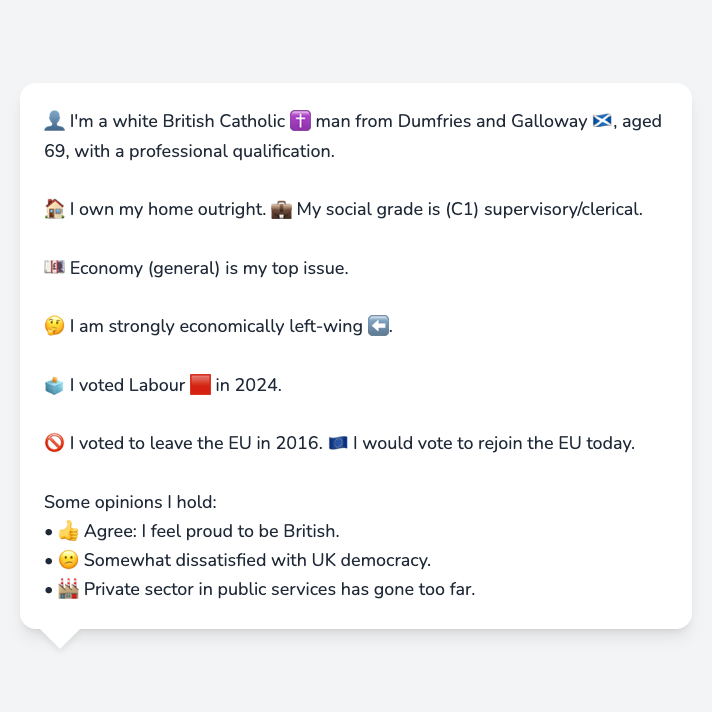 👤 I'm a white British Catholic ✝️ man from Dumfries and Galloway 🏴󠁧󠁢󠁳󠁣󠁴󠁿, aged
69, with a professional qualification.
🏠 I own my home outright. 💼 My social grade is (C1) supervisory/clerical.
💷 Economy (general) is my top issue.
🤔 I am strongly economically left-wing ⬅️.
🗳️ I voted Labour 🟥 in 2024.
🚫 I voted to leave the EU in 2016. 🇪🇺 I would vote to rejoin the EU today.
Some opinions I hold:
• 👍 Agree: I feel proud to be British.
• 🙁 Somewhat dissatisfied with UK democracy.
• 🏭 Private sector in public services has gone too far.